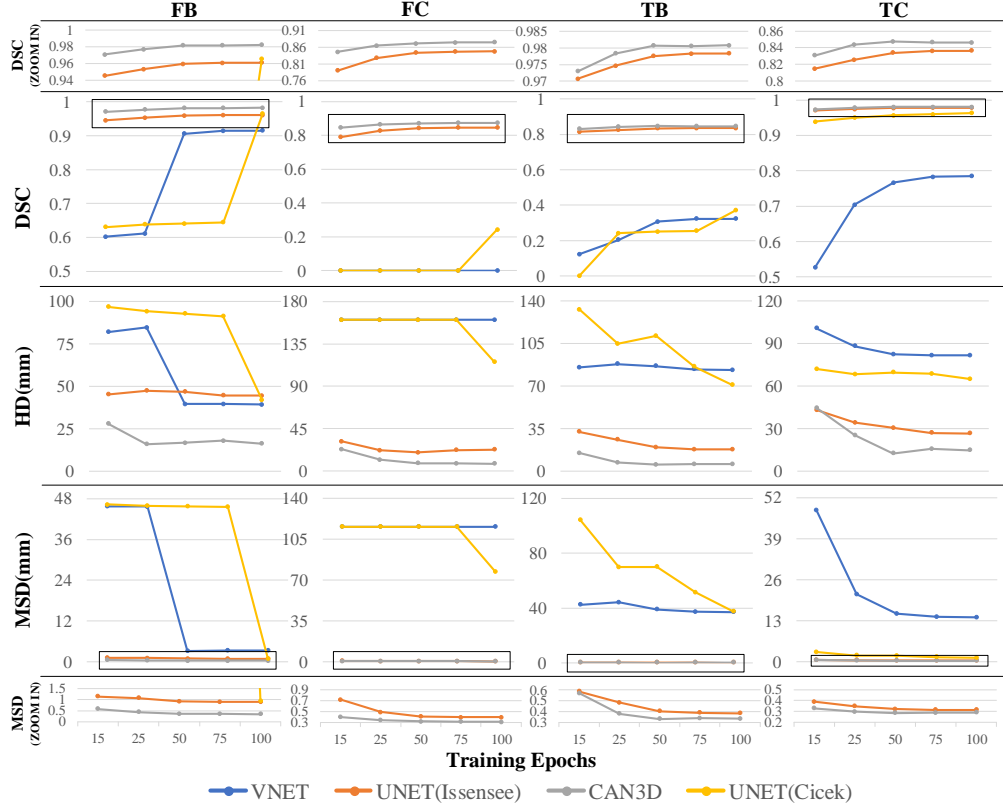 FB FC TB TC
DSC (ZOOM IN)
1 0.98 0.96 0.94
0.91 0.86 0.81 0.76
0.985 0.98 0.975 0.97
0.86 0.84 0.82 0.8
DSC
1 0.9 0.8 0.7 0.6 0.5
1 0.8 0.6 0.4 0.2 0
1 0.8 0.6 0.4 0.2 0
1 0.9 0.8 0.7 0.6 0.5
HD(mm)
100 75 50 25 0
180 135 90 45 0
140 105 70 35 0
120 90 60 30 0
MSD(mm)
48 36 24 12 0
140 105 70 35 0
120 80 40 0
52 39 26 13 0
MSD (ZOOM IN)
1.5 1 0.5 0
0.9 0.7 0.5 0.3
0.6 0.5 0.4 0.3
0.5 0.4 0.3 0.2
15 25 50 75 100 15 25 50 75 100 15 25 50 75 100 15 25 50 75 100
Training Epochs
VNET UNET(Issensee) CAN3D UNET(Cicek)